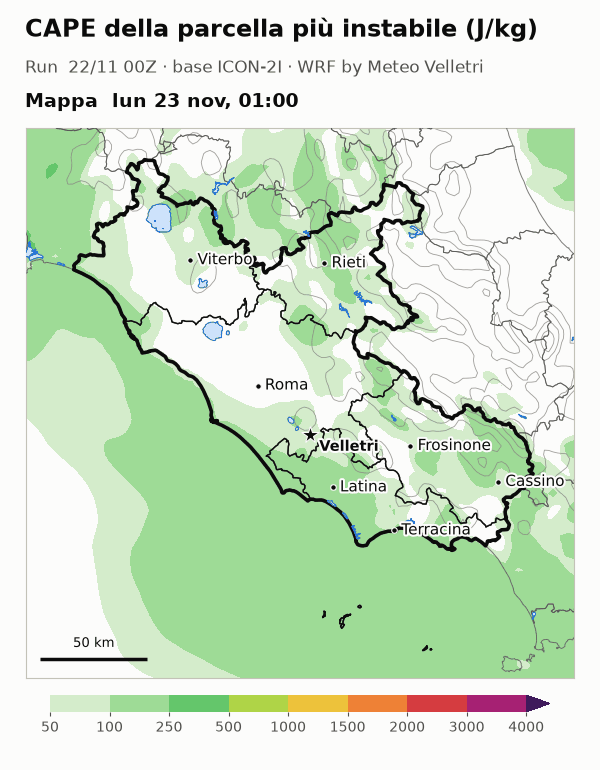 CAPE della parcella più instabile (J/kg)
Run  22/11 00Z · base ICON-2I · WRF by Meteo Velletri
Mappa  lun 23 nov, 01:00
Viterbo
Rieti
Roma
Velletri
Frosinone
Cassino
Latina
Terracina
50 km
50 100 250 500 1000 1500 2000 3000 4000